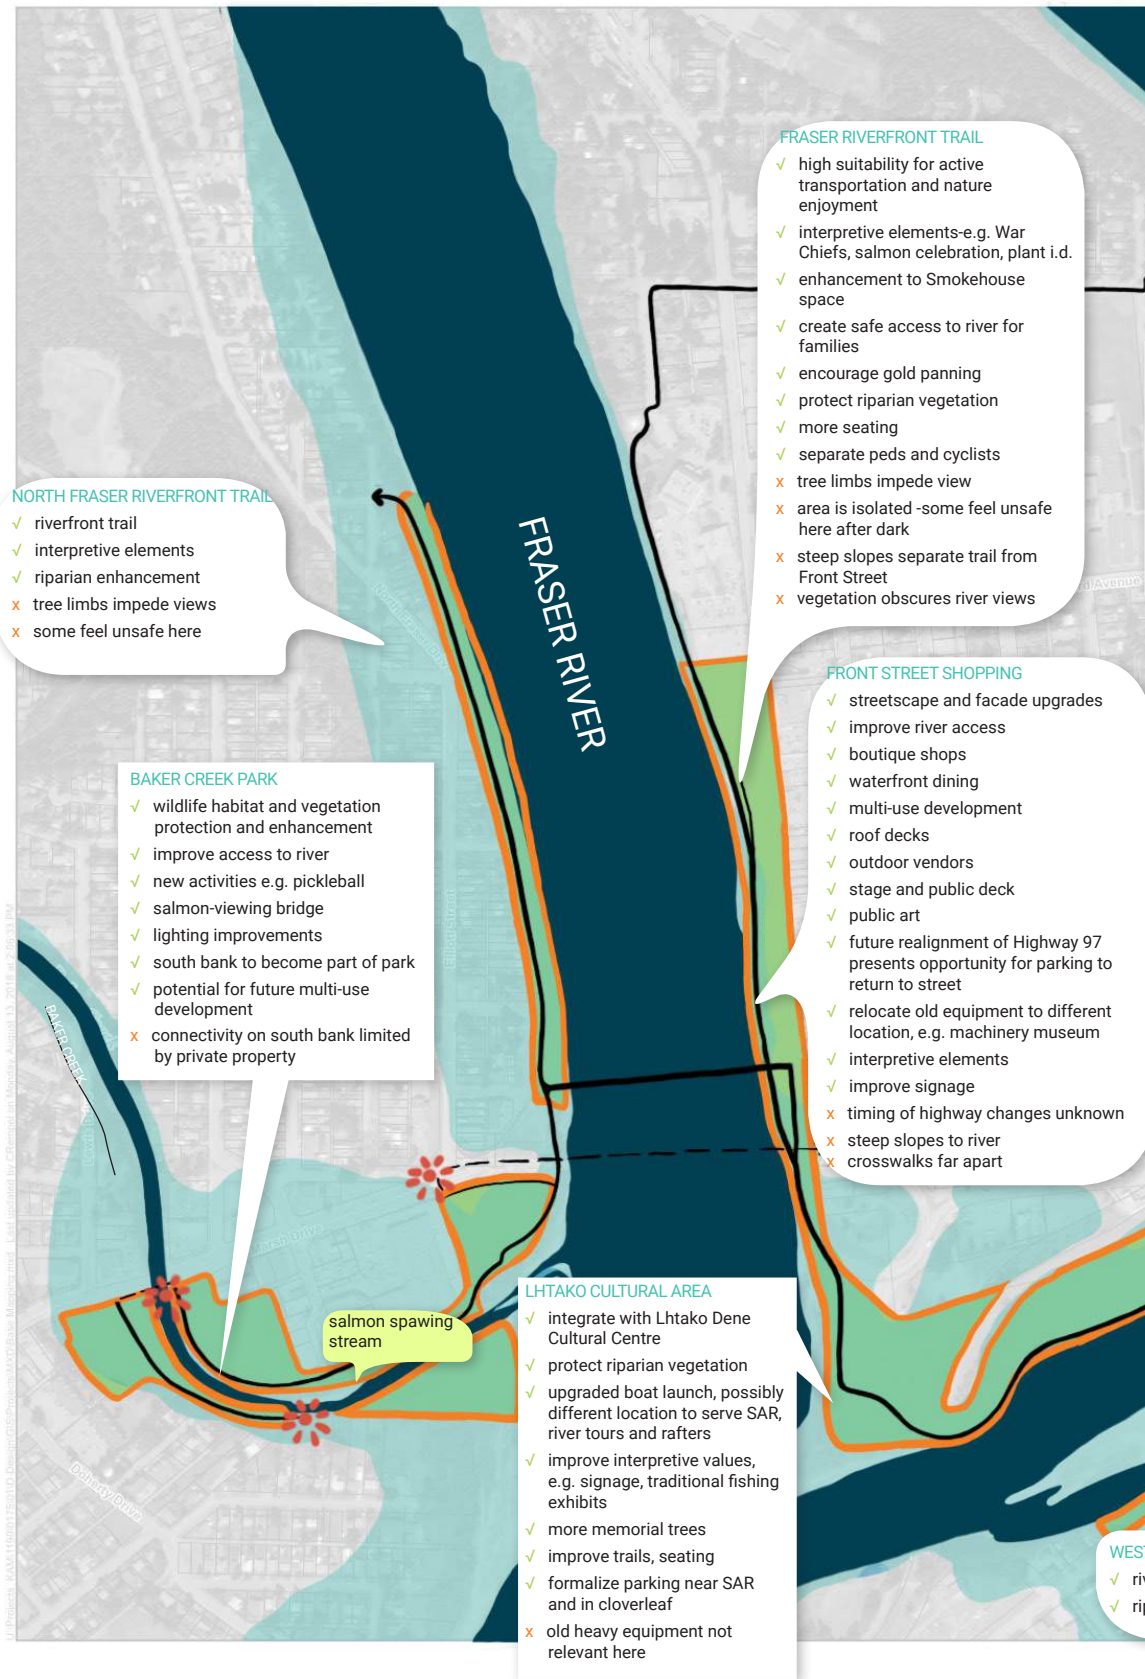 FRASER RIVERFRONT TRAIL
√ high suitability for active
transportation and nature
enjoyment
√ interpretive elements-e.g. War
Chiefs, salmon celebration, plant i.d.
√ enhancement to Smokehouse
space
√ create safe access to river for
families
√ encourage gold panning
√ protect riparian vegetation
√ more seating
√ separate peds and cyclists
x tree limbs impede view
x area is isolated -some feel unsafe
here after dark
x steep slopes separate trail from
Front Street
x vegetation obscures river views
NORTH FRASER RIVERFRONT TRAIL
√ riverfront trail
√ interpretive elements
√ riparian enhancement
x tree limbs impede views
x some feel unsafe here
FRASER RIVER
Avenue
FRONT STREET SHOPPING
√ streetscape and facade upgrades
√ improve river access
√ boutique shops
√ waterfront dining
√ multi-use development
√ roof decks
√ outdoor vendors
√ stage and public deck
√ public art
√ future realignment of Highway 97
presents opportunity for parking to
return to street
√ relocate old equipment to different
location, e.g. machinery museum
√ interpretive elements
√ improve signage
x timing of highway changes unknown
x steep slopes to river
x crosswalks far apart
BAKER CREEK PARK
√ wildlife habitat and vegetation
protection and enhancement
√ improve access to river
√ new activities e.g. pickleball
√ salmon-viewing bridge
√ lighting improvements
√ south bank to become part of park
√ potential for future multi-use
development
x connectivity on south bank limited
by private property
BAKER CREEK
salmon spawing
stream
Doherty Drive
LHTAKO CULTURAL AREA
√ integrate with Lhtako Dene
Cultural Centre
√ protect riparian vegetation
√ upgraded boat launch, possibly
different location to serve SAR,
river tours and rafters
√ improve interpretive values,
e.g. signage, traditional fishing
exhibits
√ more memorial trees
√ improve trails, seating
√ formalize parking near SAR
and in cloverleaf
x old heavy equipment not
relevant here
WEST
√ riv
√ rip